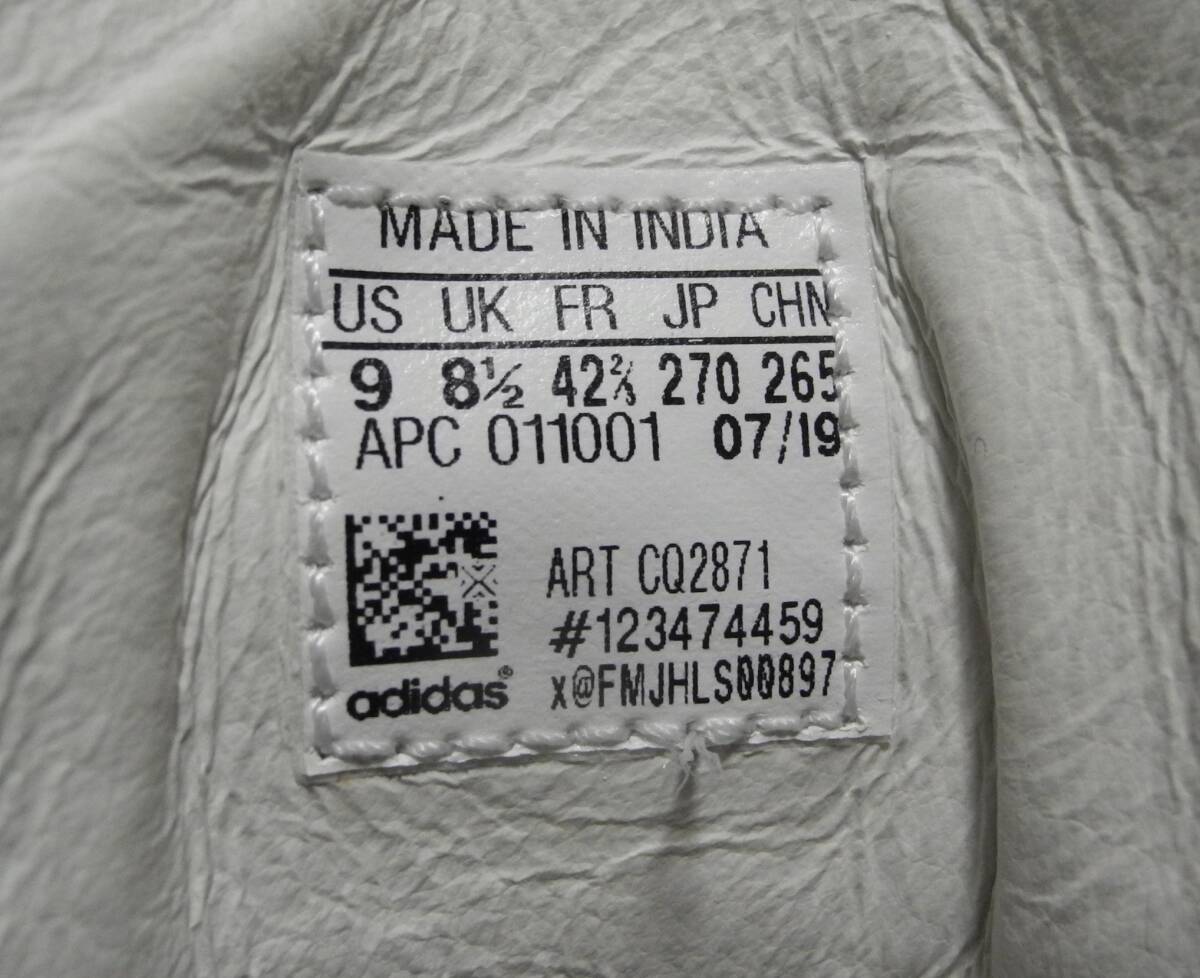 MADE IN INDIA
US UK FR JP CHN
9 8½ 42⅔ 270 265
APC 011001 07/19
ART CQ2871
#123474459
adidas® x@FMJHLS00897